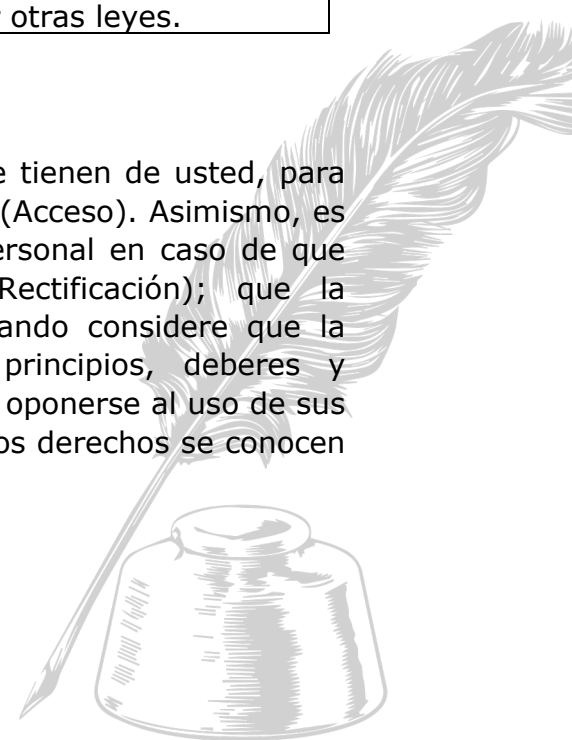 otras leyes.
e tienen de usted, para
(Acceso). Asimismo, es
ersonal en caso de que
Rectificación); que la
ando considere que la
principios, deberes y
oponerse al uso de sus
os derechos se conocen